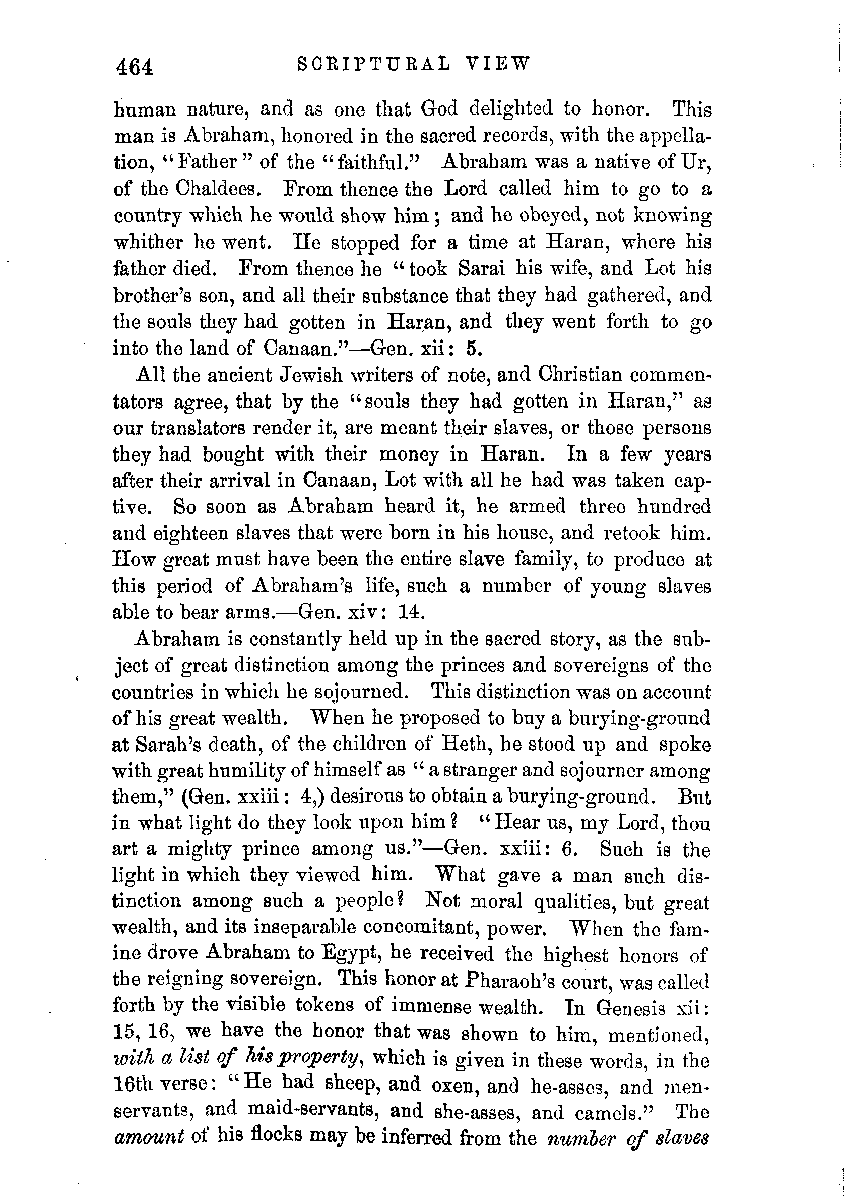 464 SCRIPTURAL VIEW
human nature, and as one that God delighted to honor. This
man is Abraham, honored in the sacred records, with the appella-
tion, "Father" of the "faithful." Abraham was a native of Ur,
of the Chaldees. From thence the Lord called him to go to a
country which he would show him; and he obeyed, not knowing
whither he went. He stopped for a time at Haran, where his
father died. From thence he "took Sarai his wife, and Lot his
brother's son, and all their substance that they had gathered, and
the souls they had gotten in Haran, and they went forth to go
into the land of Canaan."—Gen. xii: 5.
All the ancient Jewish writers of note, and Christian commen-
tators agree, that by the "souls they had gotten in Haran," as
our translators render it, are meant their slaves, or those persons
they had bought with their money in Haran. In a few years
after their arrival in Canaan, Lot with all he had was taken cap-
tive. So soon as Abraham heard it, he armed three hundred
and eighteen slaves that were born in his house, and retook him.
How great must have been the entire slave family, to produce at
this period of Abraham's life, such a number of young slaves
able to bear arms.—Gen. xiv: 14.
Abraham is constantly held up in the sacred story, as the sub-
ject of great distinction among the princes and sovereigns of the
countries in which he sojourned. This distinction was on account
of his great wealth. When he proposed to buy a burying-ground
at Sarah's death, of the children of Heth, he stood up and spoke
with great humility of himself as "a stranger and sojourner among
them," (Gen. xxiii: 4,) desirous to obtain a burying-ground. But
in what light do they look upon him? "Hear us, my Lord, thou
art a mighty prince among us."—Gen. xxiii: 6. Such is the
light in which they viewed him. What gave a man such dis-
tinction among such a people? Not moral qualities, but great
wealth, and its inseparable concomitant, power. When the fam-
ine drove Abraham to Egypt, he received the highest honors of
the reigning sovereign. This honor at Pharaoh's court, was called
forth by the visible tokens of immense wealth. In Genesis xii:
15, 16, we have the honor that was shown to him, mentioned,
with a list of his property, which is given in these words, in the
16th verse: "He had sheep, and oxen, and he-asses, and men-
servants, and maid-servants, and she-asses, and camels." The
amount of his flocks may be inferred from the number of slaves